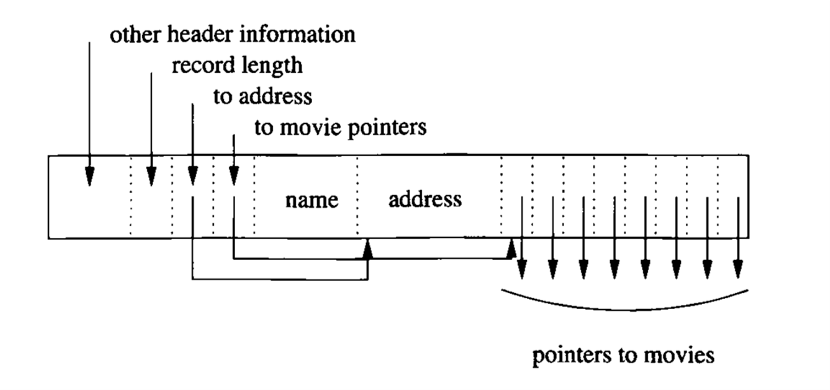 other header information
record length
to address
to movie pointers
name address
pointers to movies